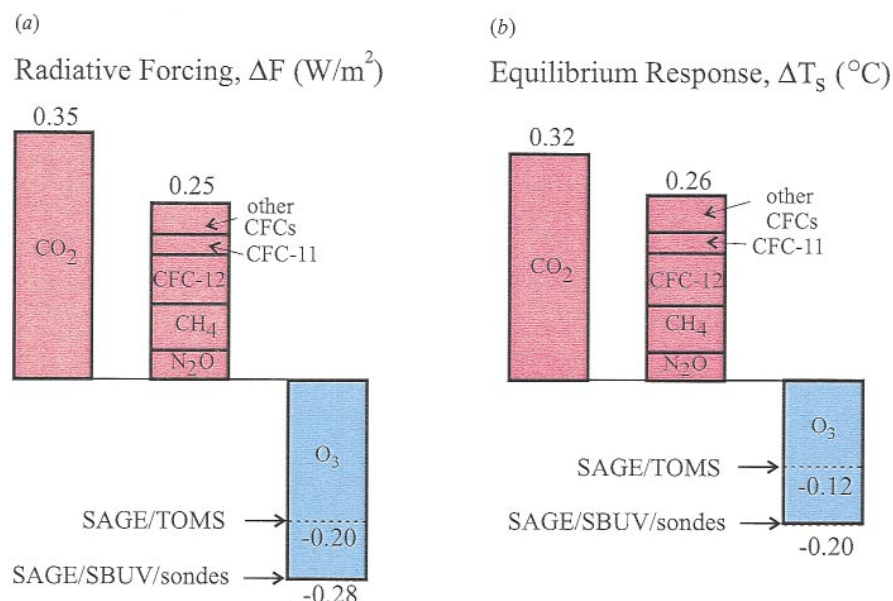 (a)
Radiative Forcing, ΔF (W/m²)
0.35
0.25
other
CFCs
CFC-11
CO₂
CFC-12
CH₄
N₂O
O₃
SAGE/TOMS
-0.20
SAGE/SBUV/sondes
-0.28
(b)
Equilibrium Response, ΔTₛ (°C)
0.32
0.26
other
CFCs
CFC-11
CO₂
CFC-12
CH₄
N₂O
O₃
SAGE/TOMS
-0.12
SAGE/SBUV/sondes
-0.20